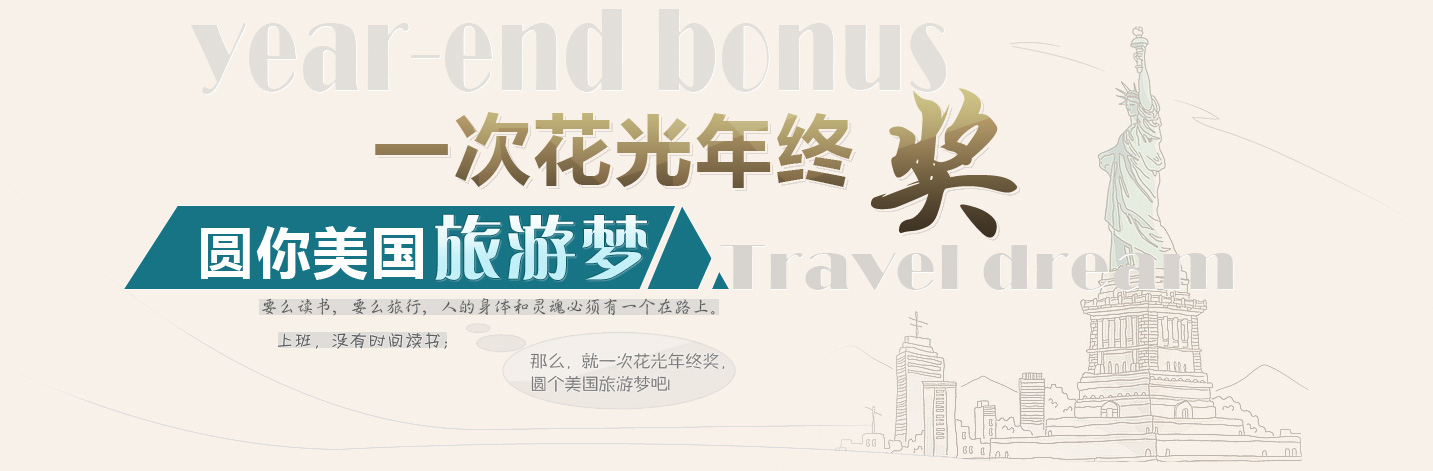 year-end bonus
一次花光年终奖
圆你美国旅游梦
Travel dream
要么读书，要么旅行，人的身体和灵魂必须有一个在路上。
上班，没有时间读书；
那么，就一次花光年终奖，
圆个美国旅游梦吧！